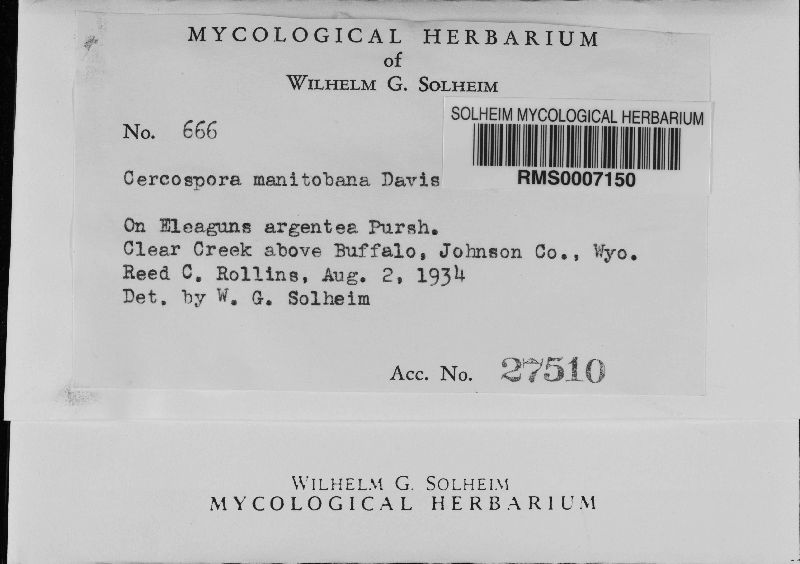 MYCOLOGICAL HERBARIUM
of
WILHELM G. SOLHEIM
SOLHEIM MYCOLOGICAL HERBARIUM
RMS0007150
No. 666
Cercospora manitobana Davis
On Eleaguns argentea Pursh.
Clear Creek above Buffalo, Johnson Co., Wyo.
Reed C. Rollins, Aug. 2, 1934
Det. by W. G. Solheim
Acc. No. 27510
WILHELM G. SOLHEIM
MYCOLOGICAL HERBARIUM